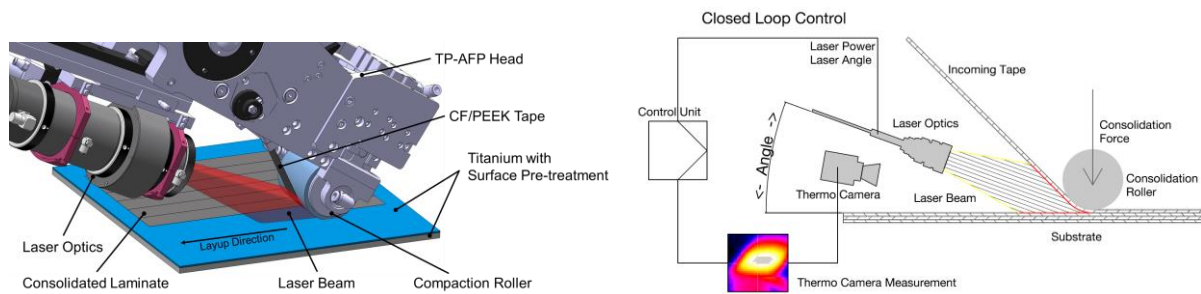 TP-AFP Head
CF/PEEK Tape
Titanium with
Surface Pre-treatment
Layup Direction
Laser Optics
Consolidated Laminate
Laser Beam
Compaction Roller
Closed Loop Control
Laser Power
Laser Angle
Incoming Tape
Control Unit
Laser Optics
Consolidation
Force
<- Angle ->
Thermo Camera
Consolidation
Roller
Laser Beam
Substrate
Thermo Camera Measurement